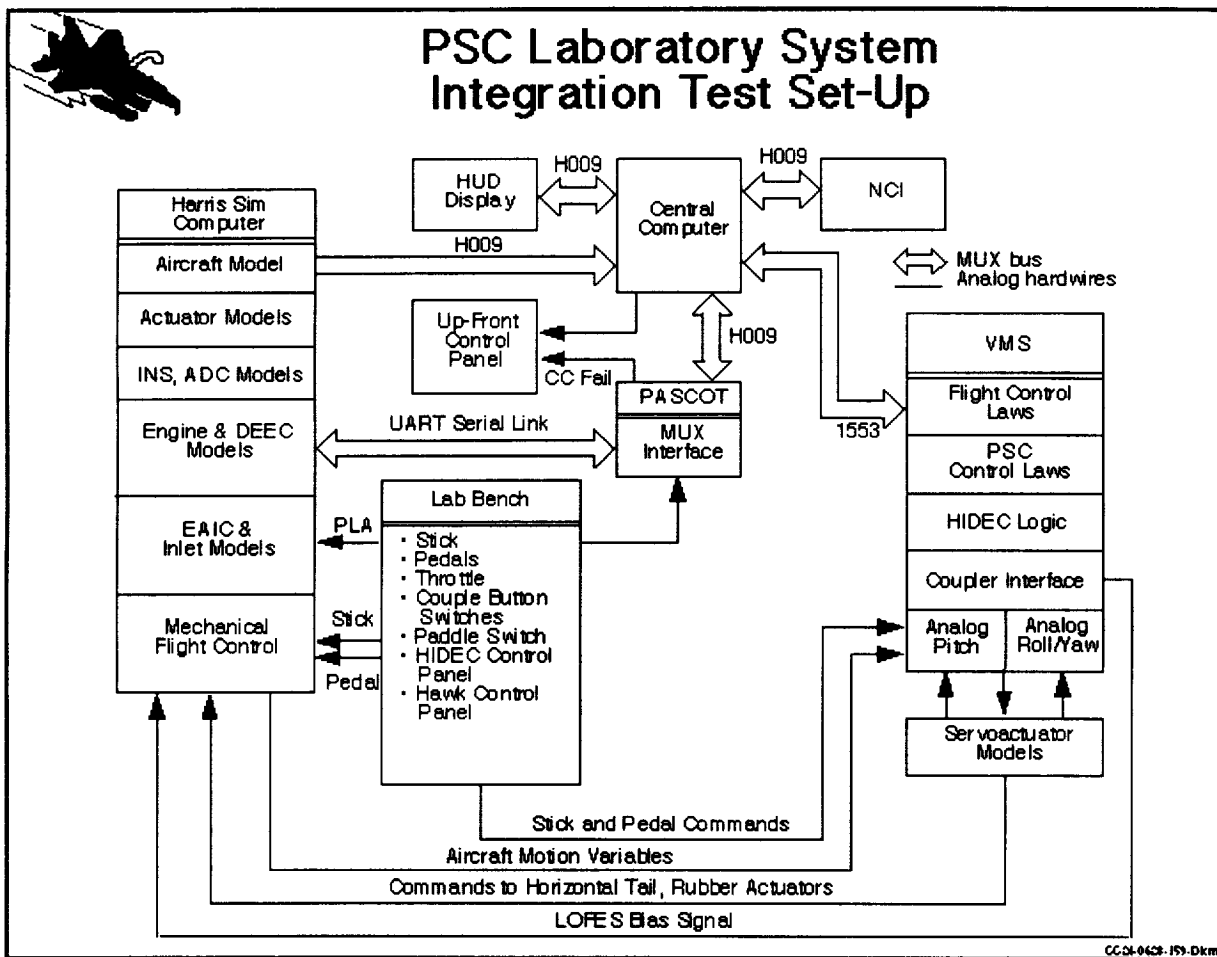 PSC Laboratory System
Integration Test Set-Up
H009
H009
HUD
Display
Central
Computer
NCI
Harris Sim
Computer
H009
Aircraft Model
MUX bus
Analog hardwires
Actuator Models
Up-Front
Control
Panel
H009
VMS
INS, ADC Models
CC Fail
PASCOT
Flight Control
Laws
Engine & DEEC
Models
UART Serial Link
MUX
Interface
1553
PSC
Control Laws
Lab Bench
HIDEC Logic
EAIC &
Inlet Models
PLA
· Stick
· Pedals
· Throttle
· Couple Button
Switches
· Paddle Switch
· HIDEC Control
Panel
· Hawk Control
Panel
Coupler Interface
Mechanical
Flight Control
Stick
Pedal
Analog
Pitch
Analog
Roll/Yaw
Servoactuator
Models
Stick and Pedal Commands
Aircraft Motion Variables
Commands to Horizontal Tail, Rubber Actuators
LOFES Bias Signal